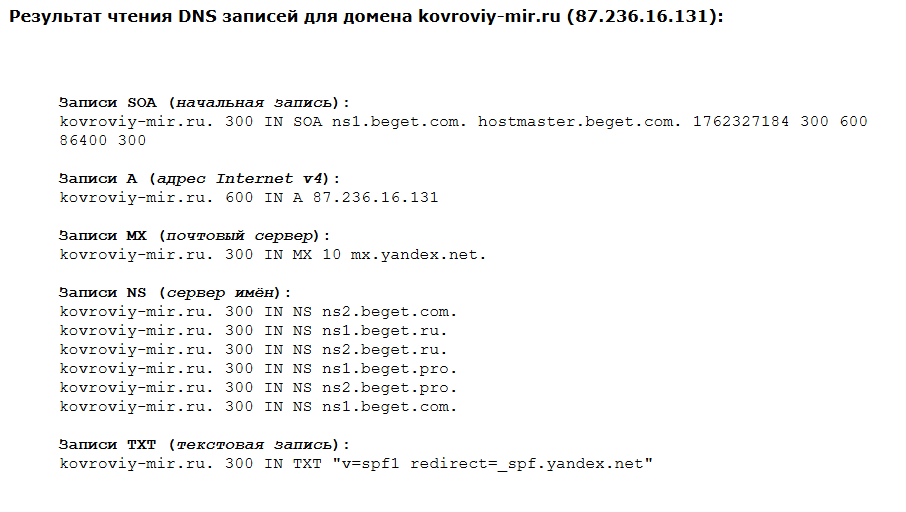 Результат чтения DNS записей для домена kovroviy-mir.ru (87.236.16.131):
Записи SOA (начальная запись):
kovroviy-mir.ru. 300 IN SOA ns1.beget.com. hostmaster.beget.com. 1762327184 300 600
86400 300
Записи A (адрес Internet v4):
kovroviy-mir.ru. 600 IN A 87.236.16.131
Записи MX (почтовый сервер):
kovroviy-mir.ru. 300 IN MX 10 mx.yandex.net.
Записи NS (сервер имён):
kovroviy-mir.ru. 300 IN NS ns2.beget.com.
kovroviy-mir.ru. 300 IN NS ns1.beget.ru.
kovroviy-mir.ru. 300 IN NS ns2.beget.ru.
kovroviy-mir.ru. 300 IN NS ns1.beget.pro.
kovroviy-mir.ru. 300 IN NS ns2.beget.pro.
kovroviy-mir.ru. 300 IN NS ns1.beget.com.
Записи TXT (текстовая запись):
kovroviy-mir.ru. 300 IN TXT "v=spf1 redirect=_spf.yandex.net"